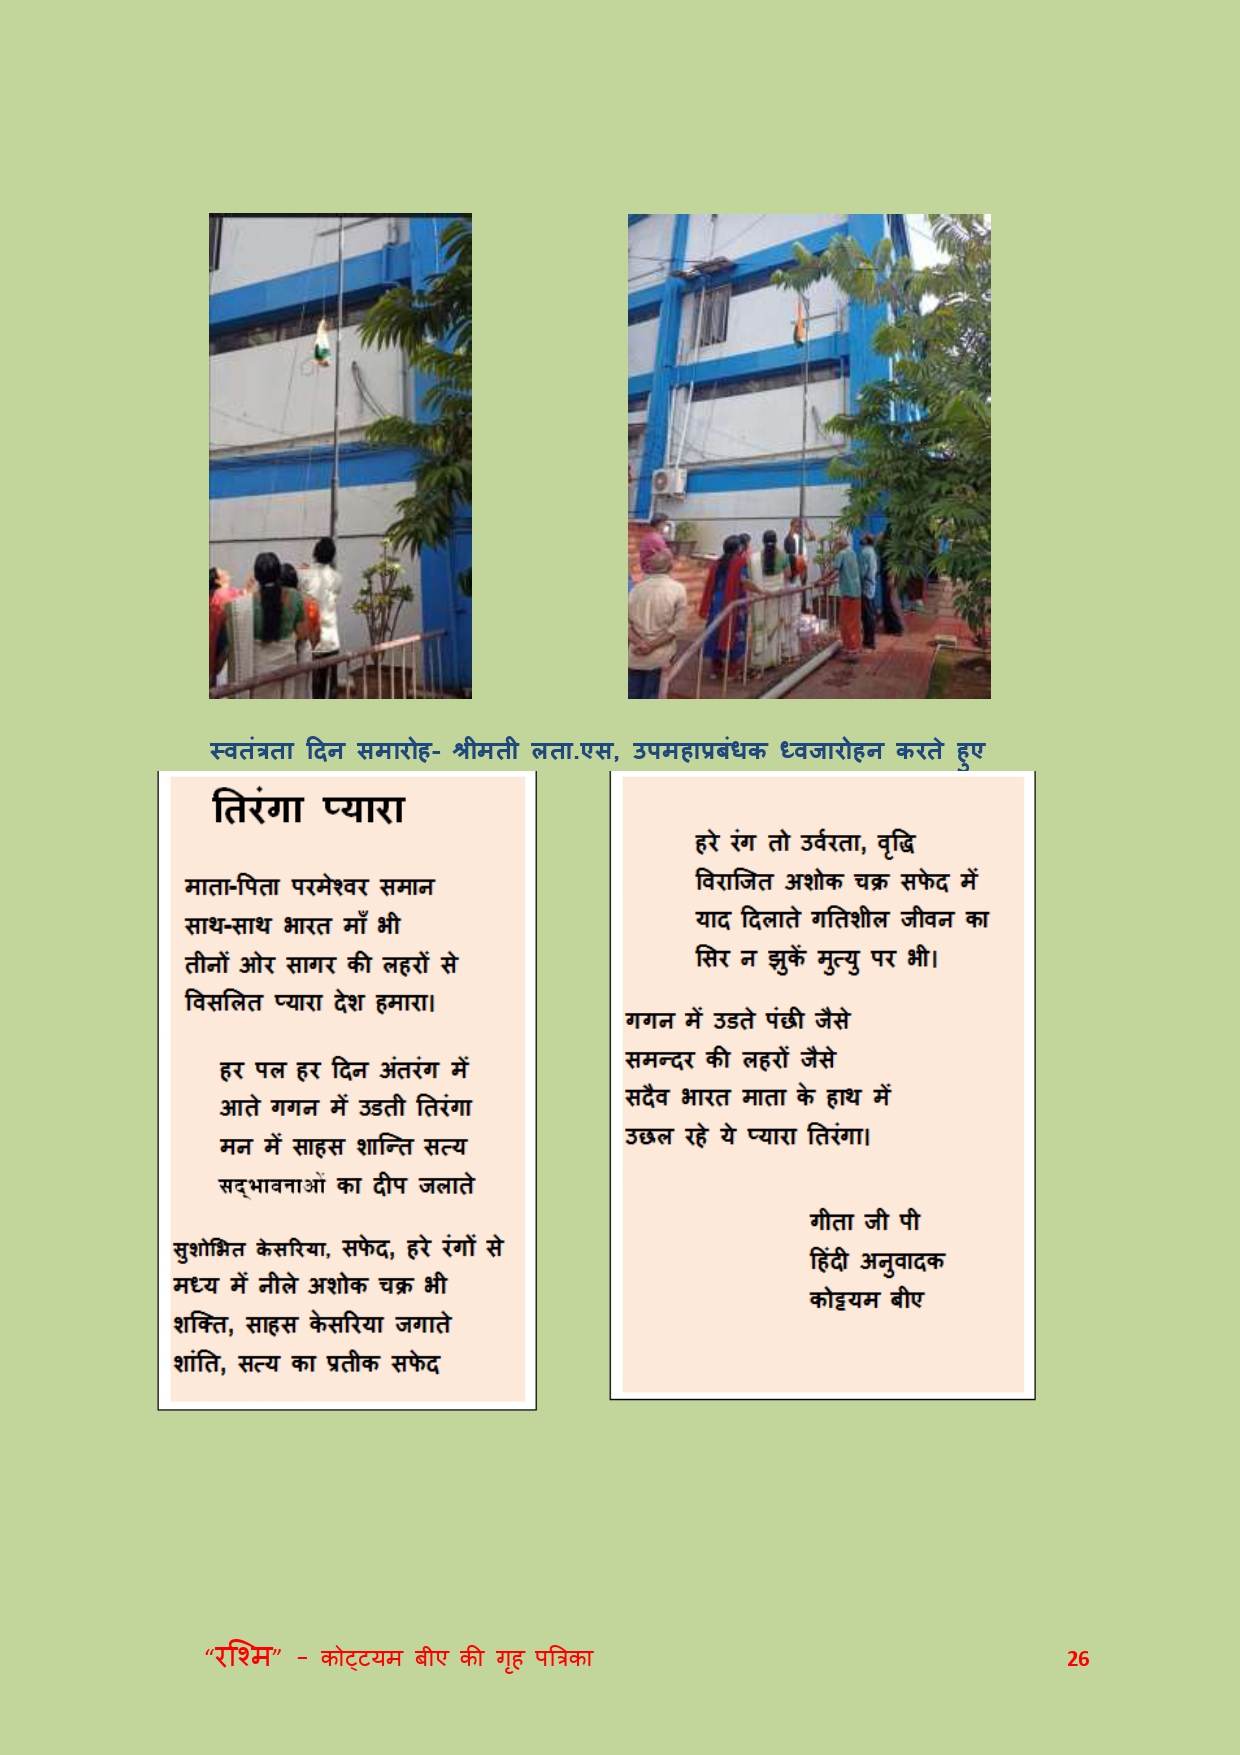 स्वतंत्रता दिन समारोह- श्रीमती लता.एस, उपमहाप्रबंधक ध्वजारोहन करते हुए
तिरंगा प्यारा
माता-पिता परमेश्वर समान
साथ-साथ भारत माँ भी
तीनों ओर सागर की लहरों से
विसलित प्यारा देश हमारा।
हर पल हर दिन अंतरंग में
आते गगन में उडती तिरंगा
मन में साहस शान्ति सत्य
सद्भावनाओं का दीप जलाते
सुशोभित केसरिया, सफेद, हरे रंगों से
मध्य में नीले अशोक चक्र भी
शक्ति, साहस केसरिया जगाते
शांति, सत्य का प्रतीक सफेद
हरे रंग तो उर्वरता, वृद्धि
विराजित अशोक चक्र सफेद में
याद दिलाते गतिशील जीवन का
सिर न झुकें मुत्यु पर भी।
गगन में उडते पंछी जैसे
समन्दर की लहरों जैसे
सदैव भारत माता के हाथ में
उछल रहे ये प्यारा तिरंगा।
गीता जी पी
हिंदी अनुवादक
कोट्टयम बीए
“रश्मि” – कोट्टयम बीए की गृह पत्रिका 26